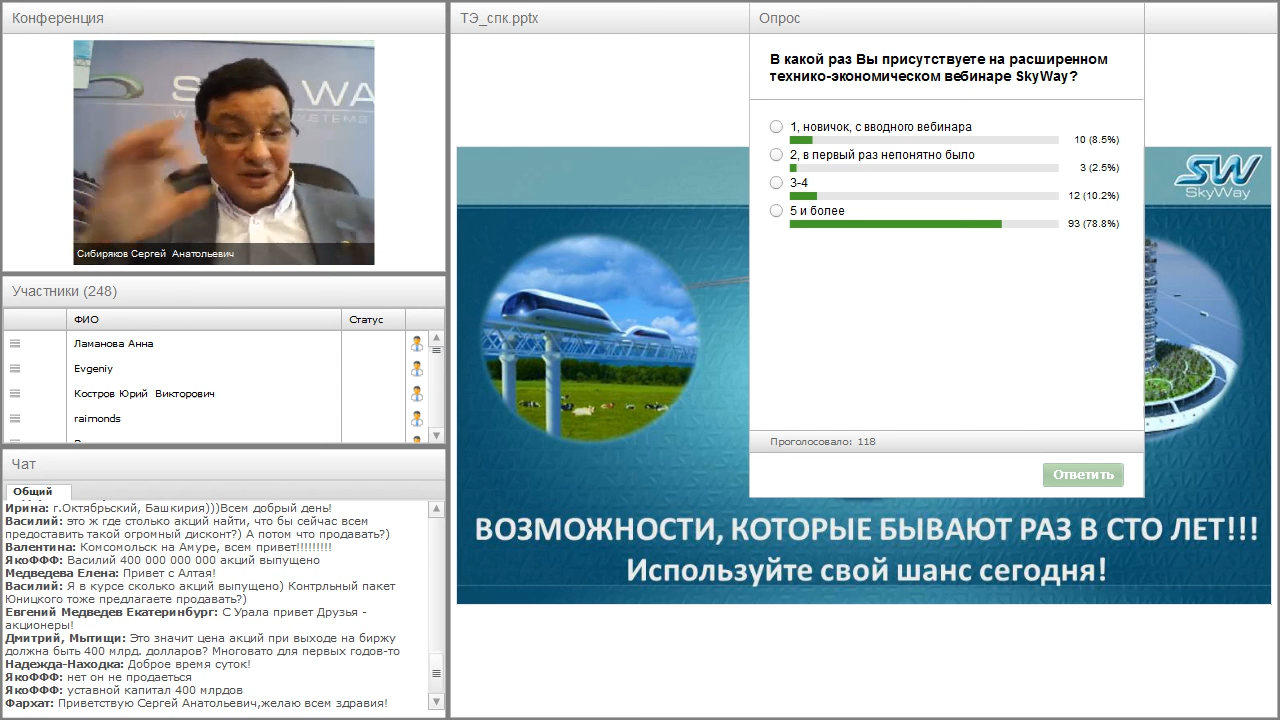 Конференция
S WA
W SYSTEMS
Сибиряков Сергей Анатольевич
Участники (248)
ФИО
Статус
Ламанова Анна
Evgeniy
Костров Юрий Викторович
raimonds
Чат
Общий
Ирина: г.Октябрьский, Башкирия)))Всем добрый день!
Василий: это ж где столько акций найти, что бы сейчас всем
предоставить такой огромный дисконт?) А потом что продавать?)
Валентина: Комсомольск на Амуре, всем привет!!!!!!!!!
ЯкоФФФ: Василий 400 000 000 000 акций выпущено
Медведева Елена: Привет с Алтая!
Василий: Я в курсе сколько акций выпущено) Контрльный пакет
Юницкого тоже предлагаете продавать?)
Евгений Медведев Екатеринбург: С Урала привет Друзья -
акционеры!
Дмитрий, Мытищи: Это значит цена акций при выходе на биржу
должна быть 400 млрд. долларов? Многовато для первых годов-то
Надежда-Находка: Доброе время суток!
ЯкоФФФ: нет он не продаеться
ЯкоФФФ: уставной капитал 400 млрдов
Фархат: Приветствую Сергей Анатольевич,желаю всем здравия!
ТЭ_спк.pptx
Опрос
В какой раз Вы присутствуете на расширенном
технико-экономическом вебинаре SkyWay?
1, новичок, с вводного вебинара
10 (8.5%)
2, в первый раз непонятно было
3 (2.5%)
3-4
12 (10.2%)
5 и более
93 (78.8%)
Проголосовало: 118
Ответить
SW
SkyWay
ВОЗМОЖНОСТИ, КОТОРЫЕ БЫВАЮТ РАЗ В СТО ЛЕТ!!!
Используйте свой шанс сегодня!